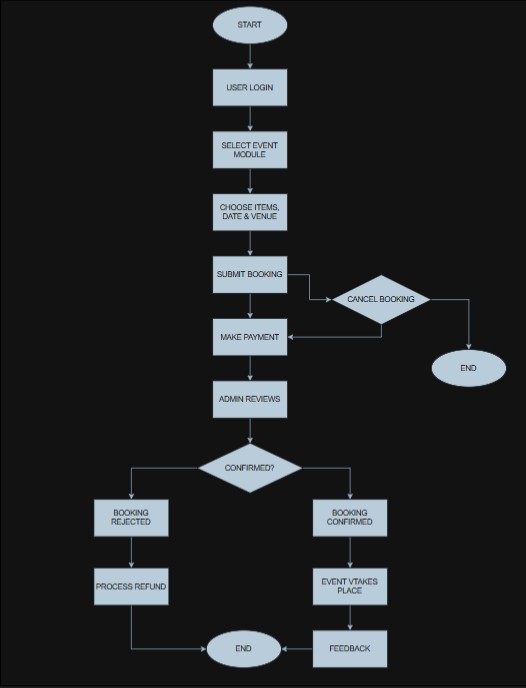 START
USER LOGIN
SELECT EVENT
MODULE
CHOOSE ITEMS,
DATE & VENUE
SUBMIT BOOKING
CANCEL BOOKING
MAKE PAYMENT
END
ADMIN REVIEWS
CONFIRMED?
BOOKING
REJECTED
BOOKING
CONFIRMED
PROCESS REFUND
EVENT VTAKES
PLACE
END
FEEDBACK